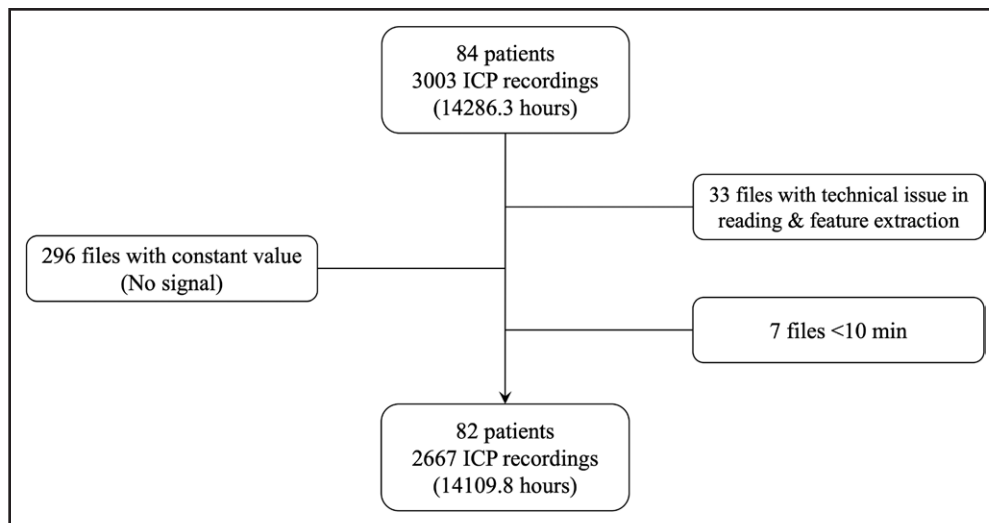 84 patients
3003 ICP recordings
(14286.3 hours)
33 files with technical issue in
reading & feature extraction
296 files with constant value
(No signal)
7 files <10 min
82 patients
2667 ICP recordings
(14109.8 hours)